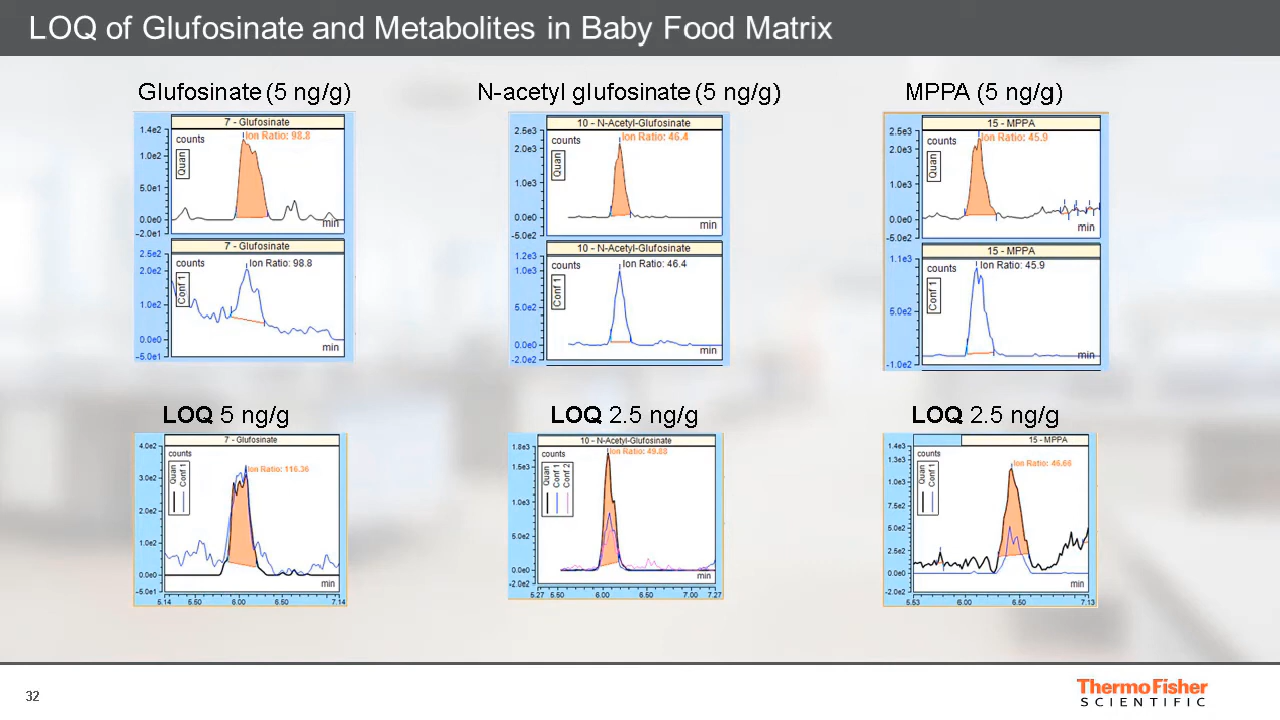 LOQ of Glufosinate and Metabolites in Baby Food Matrix
Glufosinate (5 ng/g)
7 - Glufosinate
1.4e2
1.0e2
5.0e1
0.0e0
-2.0e1
counts
Quan
Ion Ratio: 98.8
min
7 - Glufosinate
2.5e2
2.0e2
1.0e2
0.0e0
-5.0e1
counts
Conf 1
Ion Ratio: 98.8
min
N-acetyl glufosinate (5 ng/g)
10 - N-Acetyl-Glufosinate
2.5e3
2.0e3
1.0e3
0.0e0
-5.0e2
counts
Quan
Ion Ratio: 46.4
min
10 - N-Acetyl-Glufosinate
1.2e3
1.0e3
5.0e2
0.0e0
-2.0e2
counts
Conf 1
Ion Ratio: 46.4
min
MPPA (5 ng/g)
15 - MPPA
2.5e3
2.0e3
1.0e3
0.0e0
-5.0e2
counts
Quan
Ion Ratio: 45.9
min
15 - MPPA
1.1e3
5.0e2
-1.0e2
counts
Conf 1
Ion Ratio: 45.9
min
LOQ 5 ng/g
7 - Glufosinate
4.0e2
3.0e2
2.0e2
1.0e2
0.0e0
-5.0e1
counts
Quan
Conf 1
Ion Ratio: 116.36
min
5.14 5.50 6.00 6.50 7.14
LOQ 2.5 ng/g
10 - N-Acetyl-Glufosinate
1.8e3
1.5e3
1.0e3
5.0e2
0.0e0
-2.0e2
counts
Quan
Conf 1
Conf 2
Ion Ratio: 49.88
min
5.27 5.50 6.00 6.50 7.00 7.27
LOQ 2.5 ng/g
15 - MPPA
1.4e3
1.3e3
1.0e3
7.5e2
5.0e2
2.5e2
0.0e0
-2.0e2
counts
Quan
Conf 1
Ion Ratio: 46.66
min
5.53 6.00 6.50 7.13
32
ThermoFisher
SCIENTIFIC